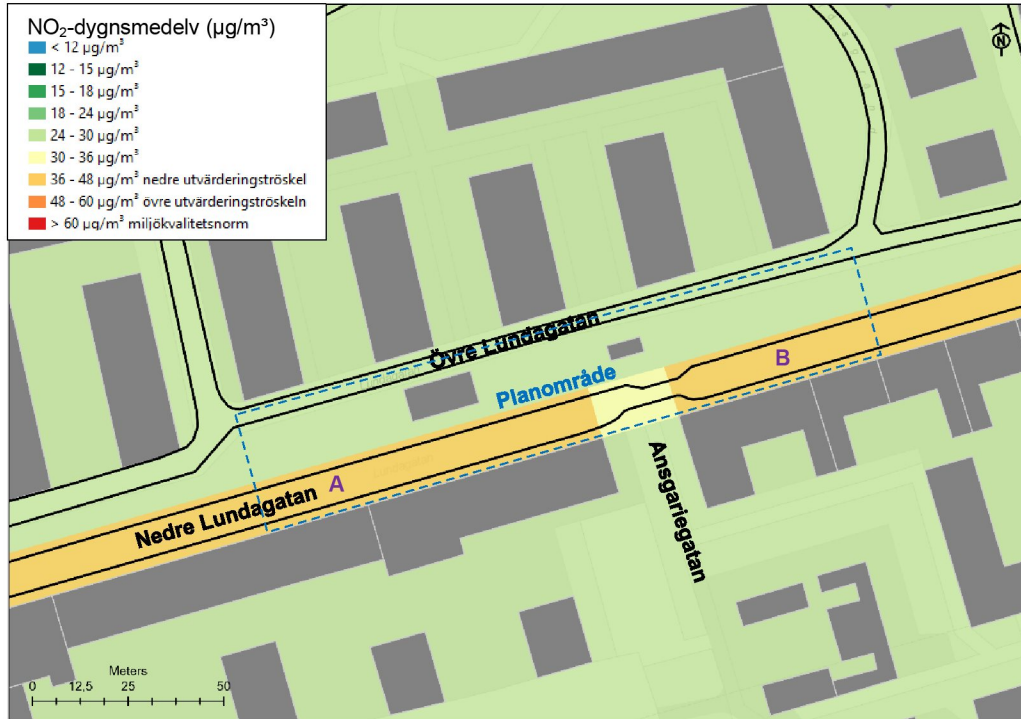 NO₂-dygnsmedelv (µg/m³)
< 12 µg/m³
12 - 15 µg/m³
15 - 18 µg/m³
18 - 24 µg/m³
24 - 30 µg/m³
30 - 36 µg/m³
36 - 48 µg/m³ nedre utvärderingströskel
48 - 60 µg/m³ övre utvärderingströskeln
> 60 µg/m³ miljökvalitetsnorm
N
Övre Lundagatan
Planområde
B
A
Nedre Lundagatan
Ansgariegatan
Meters
0 12,5 25 50